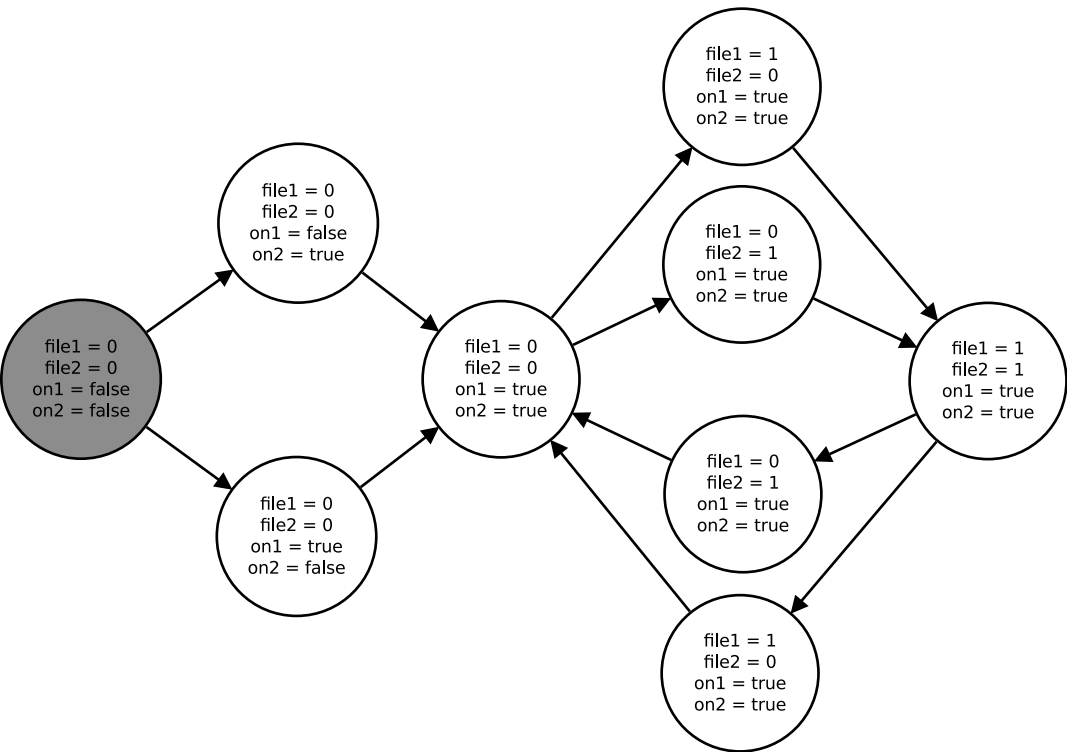 file1 = 1
file2 = 0
on1 = true
on2 = true
file1 = 0
file2 = 0
on1 = false
on2 = true
file1 = 0
file2 = 1
on1 = true
on2 = true
file1 = 0
file2 = 0
on1 = false
on2 = false
file1 = 0
file2 = 0
on1 = true
on2 = true
file1 = 1
file2 = 1
on1 = true
on2 = true
file1 = 0
file2 = 1
on1 = true
on2 = true
file1 = 0
file2 = 0
on1 = true
on2 = false
file1 = 1
file2 = 0
on1 = true
on2 = true